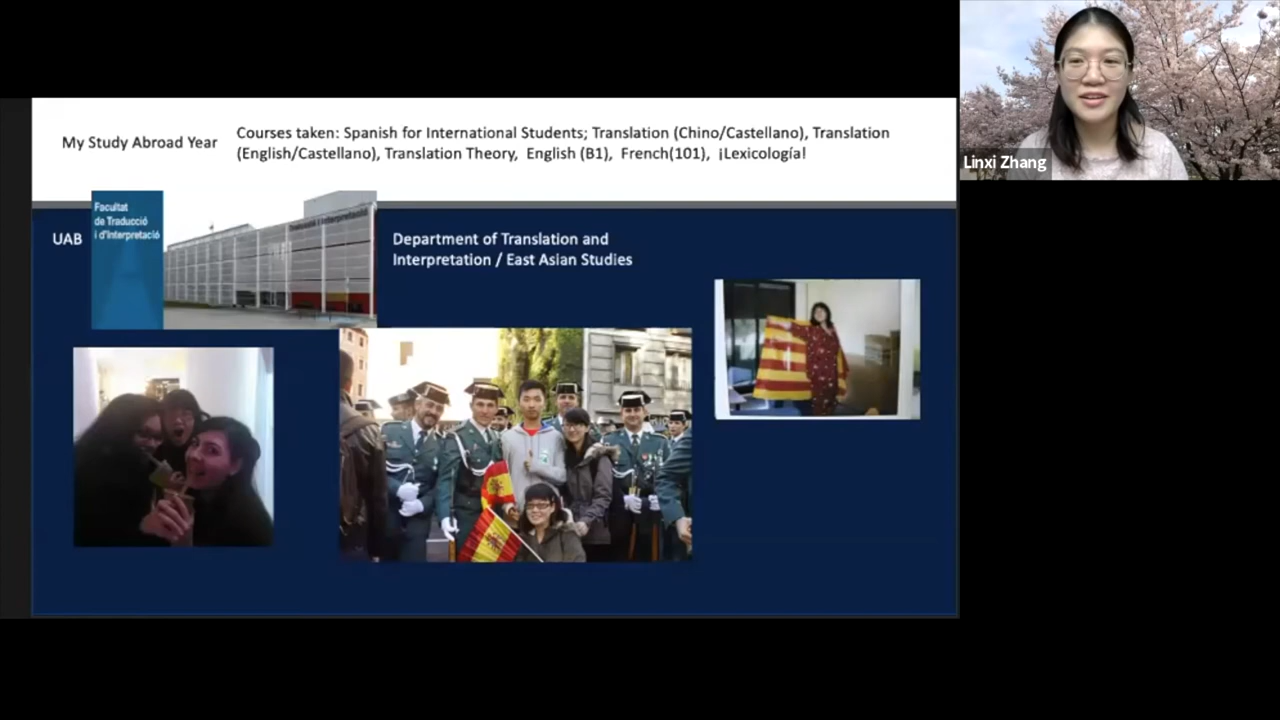 My Study Abroad Year
Courses taken: Spanish for International Students; Translation (Chino/Castellano), Translation
(English/Castellano), Translation Theory, English (B1), French(101), ¡Lexicología!
UAB
Facultat
de Traducció
i d'Interpretació
Traducció i Interpretació
Department of Translation and
Interpretation / East Asian Studies
Linxi Zhang